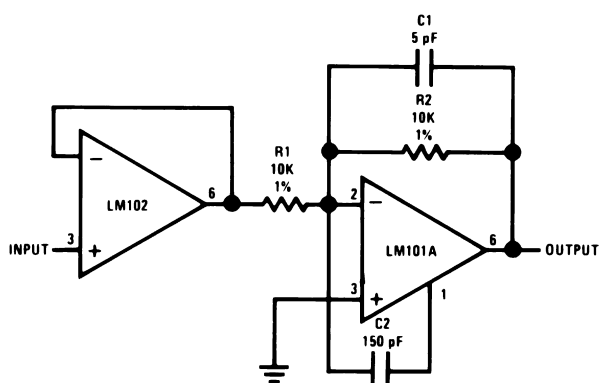 C1
5 pF
R2
10K
1%
R1
10K
1%
−
LM102
6
INPUT
3
+
2
−
LM101A
6
OUTPUT
3
+
1
C2
150 pF